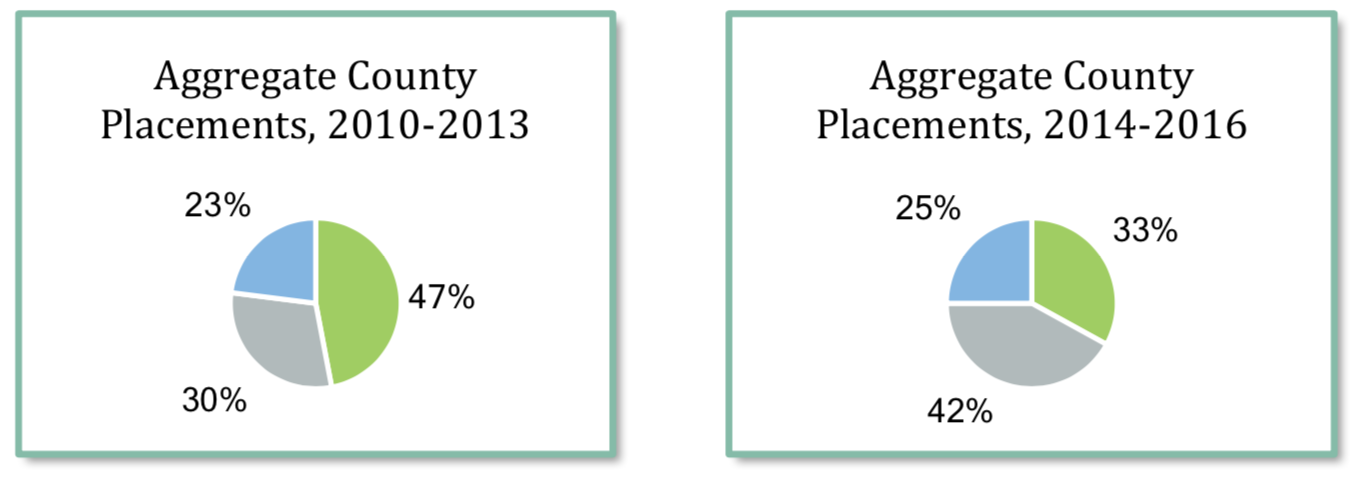 Aggregate County
Placements, 2010-2013
23%
47%
30%
Aggregate County
Placements, 2014-2016
25%
33%
42%